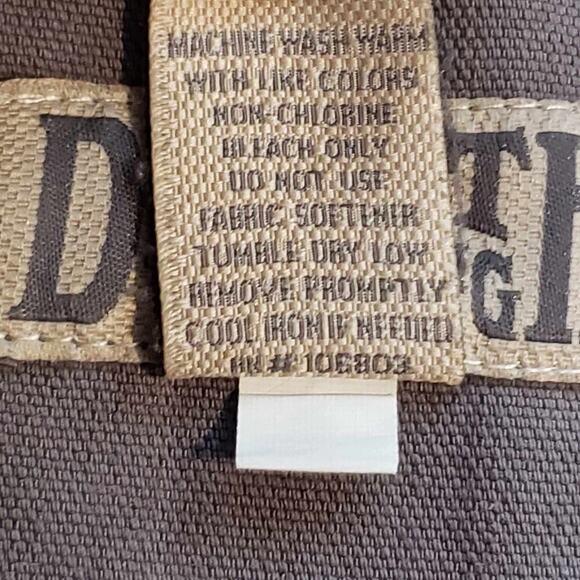 MACHINE WASH WARM
WITH LIKE COLORS
NON-CHLORINE
BLEACH ONLY
DO NOT USE
FABRIC SOFTENER
TUMBLE DRY LOW
REMOVE PROMPTLY
COOL IRON IF NEEDED
RN# 106809
D
T
G